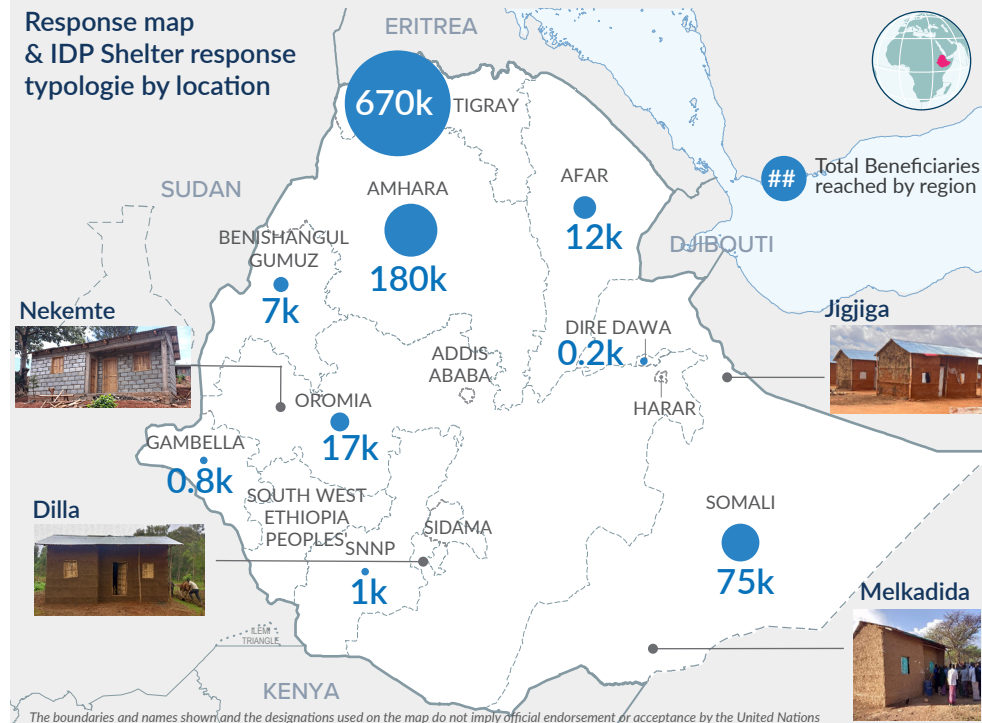 Response map
& IDP Shelter response
typologie by location
ERITREA
670k
TIGRAY
##
Total Beneficiaries
reached by region
SUDAN
AMHARA
180k
AFAR
12k
BENISHANGUL
GUMUZ
7k
DJIBOUTI
Nekemte
Jigjiga
DIRE DAWA
0.2k
ADDIS
ABABA
HARAR
OROMIA
17k
GAMBELLA
0.8k
Dilla
SOUTH WEST
ETHIOPIA
PEOPLES'
SIDAMA
SNNP
1k
SOMALI
75k
Melkadida
ILEMI
TRIANGLE
KENYA
The boundaries and names shown and the designations used on the map do not imply official endorsement or acceptance by the United Nations